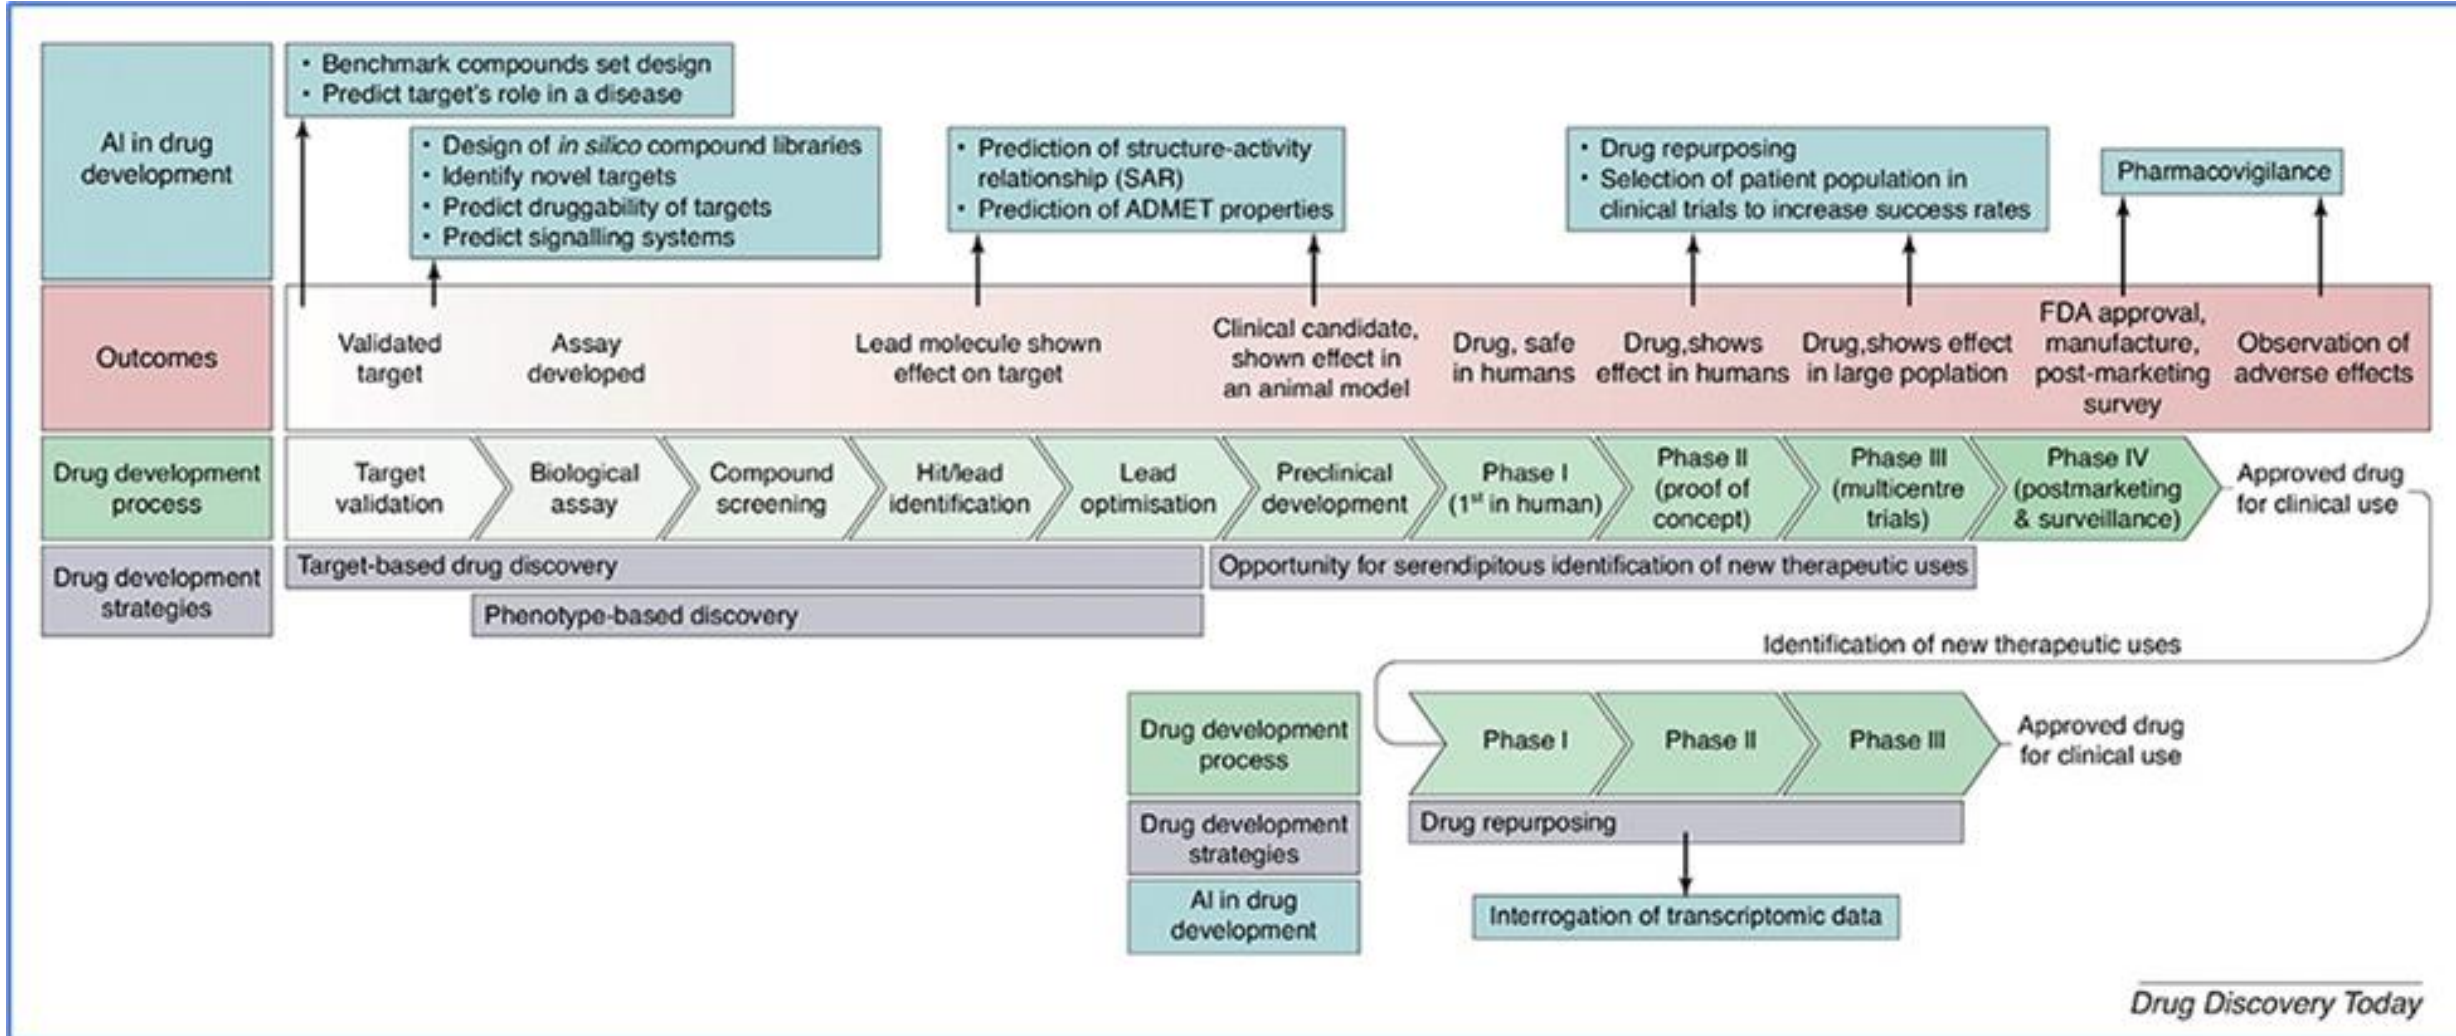 AI in drug
development
• Benchmark compounds set design
• Predict target's role in a disease
• Design of in silico compound libraries
• Identify novel targets
• Predict druggability of targets
• Predict signalling systems
• Prediction of structure-activity
relationship (SAR)
• Prediction of ADMET properties
• Drug repurposing
• Selection of patient population in
clinical trials to increase success rates
Pharmacovigilance
Outcomes
Validated
target
Assay
developed
Lead molecule shown
effect on target
Clinical candidate,
shown effect in
an animal model
Drug, safe
in humans
Drug,shows
effect in humans
Drug,shows effect
in large poplation
FDA approval,
manufacture,
post-marketing
survey
Observation of
adverse effects
Drug development
process
Target
validation
Biological
assay
Compound
screening
Hit/lead
identification
Lead
optimisation
Preclinical
development
Phase I
(1st in human)
Phase II
(proof of
concept)
Phase III
(multicentre
trials)
Phase IV
(postmarketing
& surveillance)
Approved drug
for clinical use
Drug development
strategies
Target-based drug discovery
Opportunity for serendipitous identification of new therapeutic uses
Phenotype-based discovery
Identification of new therapeutic uses
Drug development
process
Phase I
Phase II
Phase III
Approved drug
for clinical use
Drug development
strategies
Drug repurposing
AI in drug
development
Interrogation of transcriptomic data
Drug Discovery Today